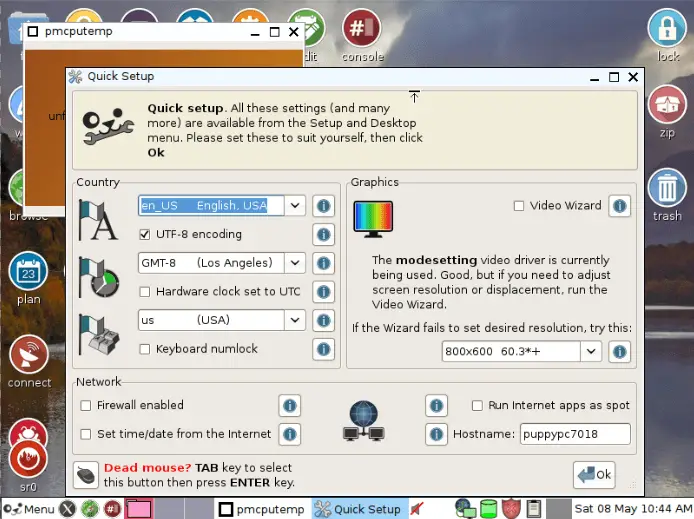 pmcputemp
dit
console
lock
Quick Setup
Quick setup. All these settings (and many
more) are available from the Setup and Desktop
menu. Please set these to suit yourself, then click
Ok
unf
zip
Country
Graphics
en_US English, USA
Video Wizard
trash
browse
UTF-8 encoding
GMT-8 (Los Angeles)
The modesetting video driver is currently
being used. Good, but if you need to adjust
screen resolution or displacement, run the
Video Wizard.
23
plan
Hardware clock set to UTC
us (USA)
If the Wizard fails to set desired resolution, try this:
Keyboard numlock
800x600 60.3*+
connect
Network
Firewall enabled
Run Internet apps as spot
Set time/date from the Internet
Hostname: puppypc7018
Dead mouse? TAB key to select
this button then press ENTER key.
Ok
sr0
Menu
pmcputemp
Quick Setup
Sat 08 May 10:44 AM